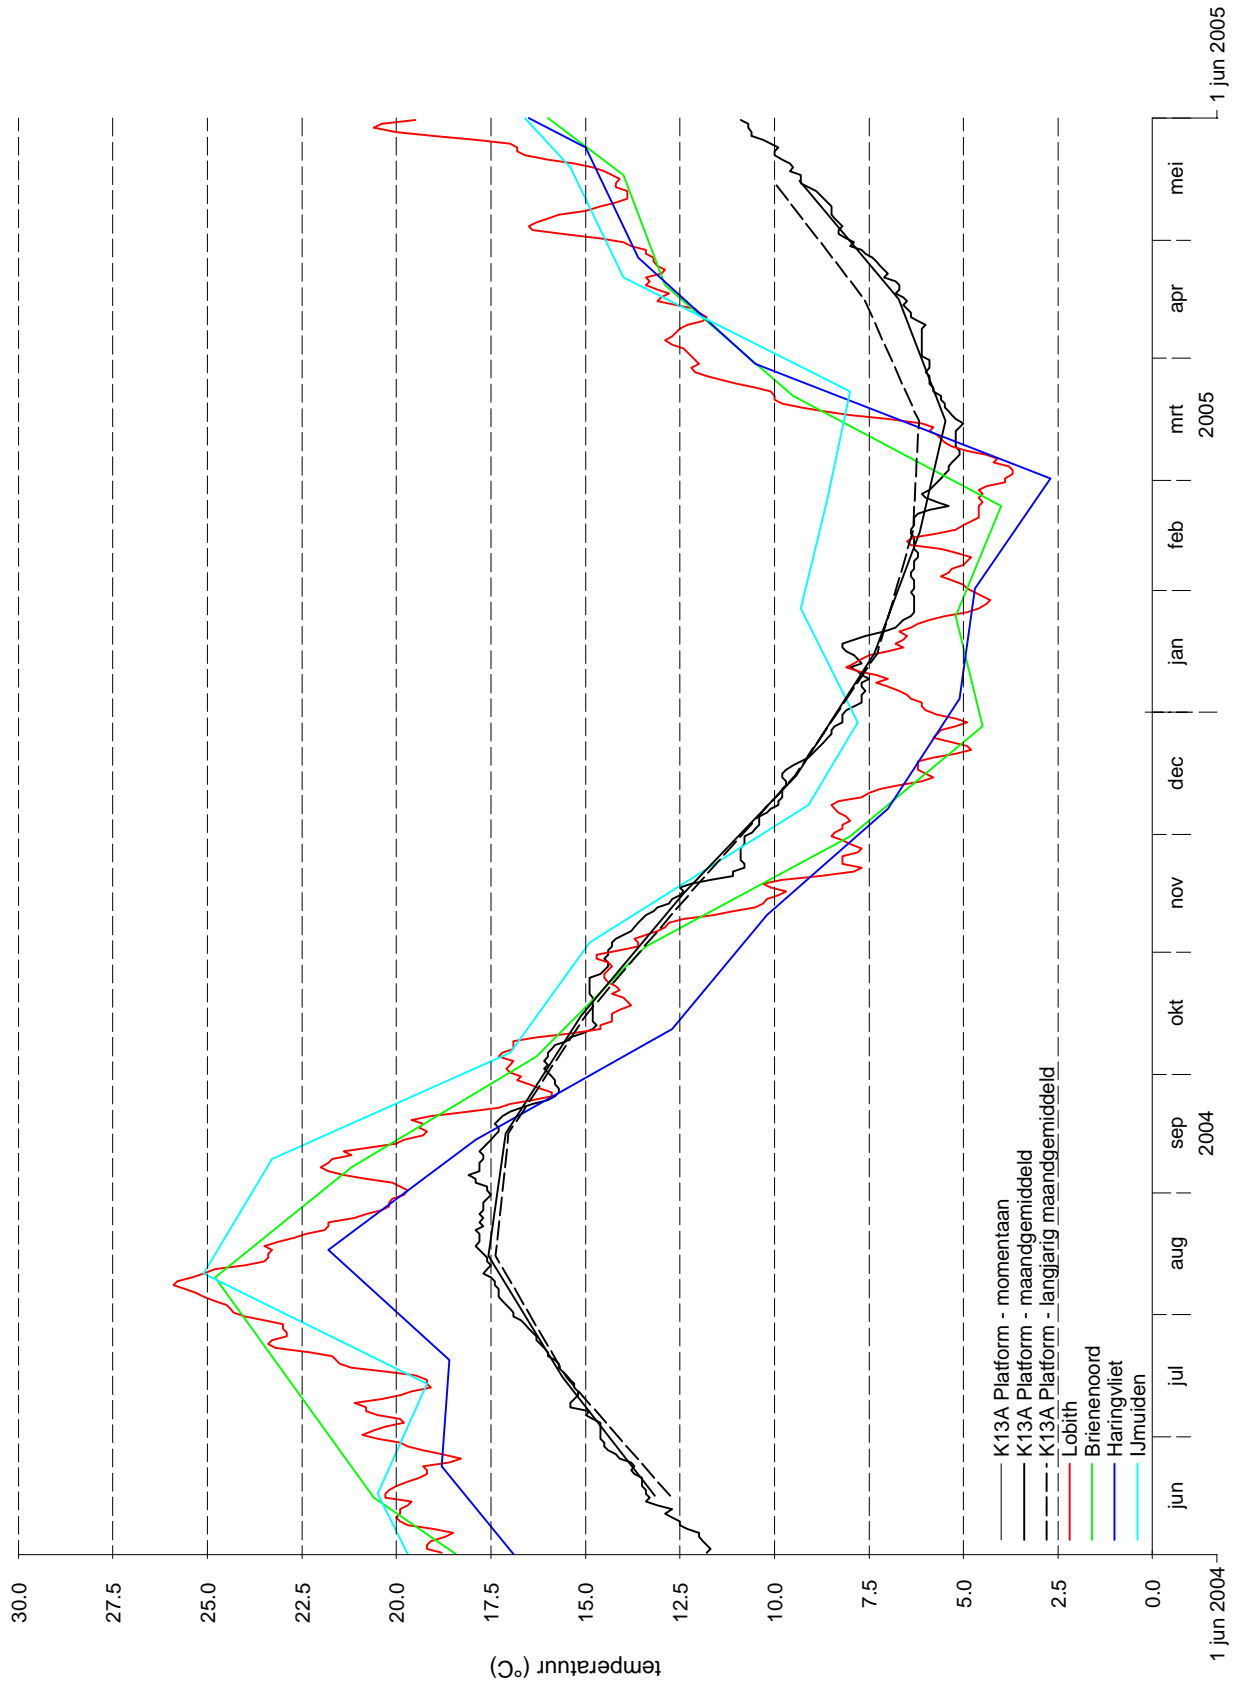 temperatuur (°C)
30.0
27.5
25.0
22.5
20.0
17.5
15.0
12.5
10.0
7.5
5.0
2.5
0.0
K13A Platform - momentaan
K13A Platform - maandgemiddeld
K13A Platform - langjarig maandgemiddeld
Lobith
Brienenoord
Haringvliet
IJmuiden
jun jul aug sep okt nov dec jan feb mrt apr mei
2004 2005
1 jun 2004 1 jun 2005